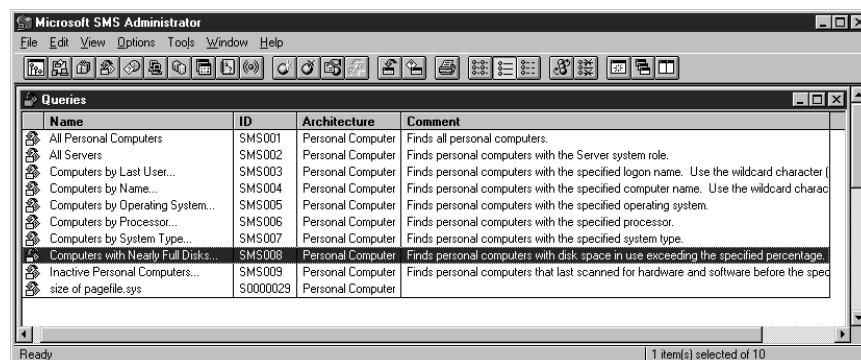 Microsoft SMS Administrator
File Edit View Options Tools Window Help
Queries
Name ID Architecture Comment
All Personal Computers SMS001 Personal Computer Finds all personal computers.
All Servers SMS002 Personal Computer Finds personal computers with the Server system role.
Computers by Last User... SMS003 Personal Computer Finds personal computers with the specified logon name. Use the wildcard character (
Computers by Name... SMS004 Personal Computer Finds personal computers with the specified computer name. Use the wildcard charac
Computers by Operating System... SMS005 Personal Computer Finds personal computers with the specified operating system.
Computers by Processor... SMS006 Personal Computer Finds personal computers with the specified processor.
Computers by System Type... SMS007 Personal Computer Finds personal computers with the specified system type.
Computers with Nearly Full Disks... SMS008 Personal Computer Finds personal computers with disk space in use exceeding the specified percentage.
Inactive Personal Computers... SMS009 Personal Computer Finds personal computers that last scanned for hardware and software before the spec
size of pagefile.sys S0000029 Personal Computer
Ready 1 item(s) selected of 10